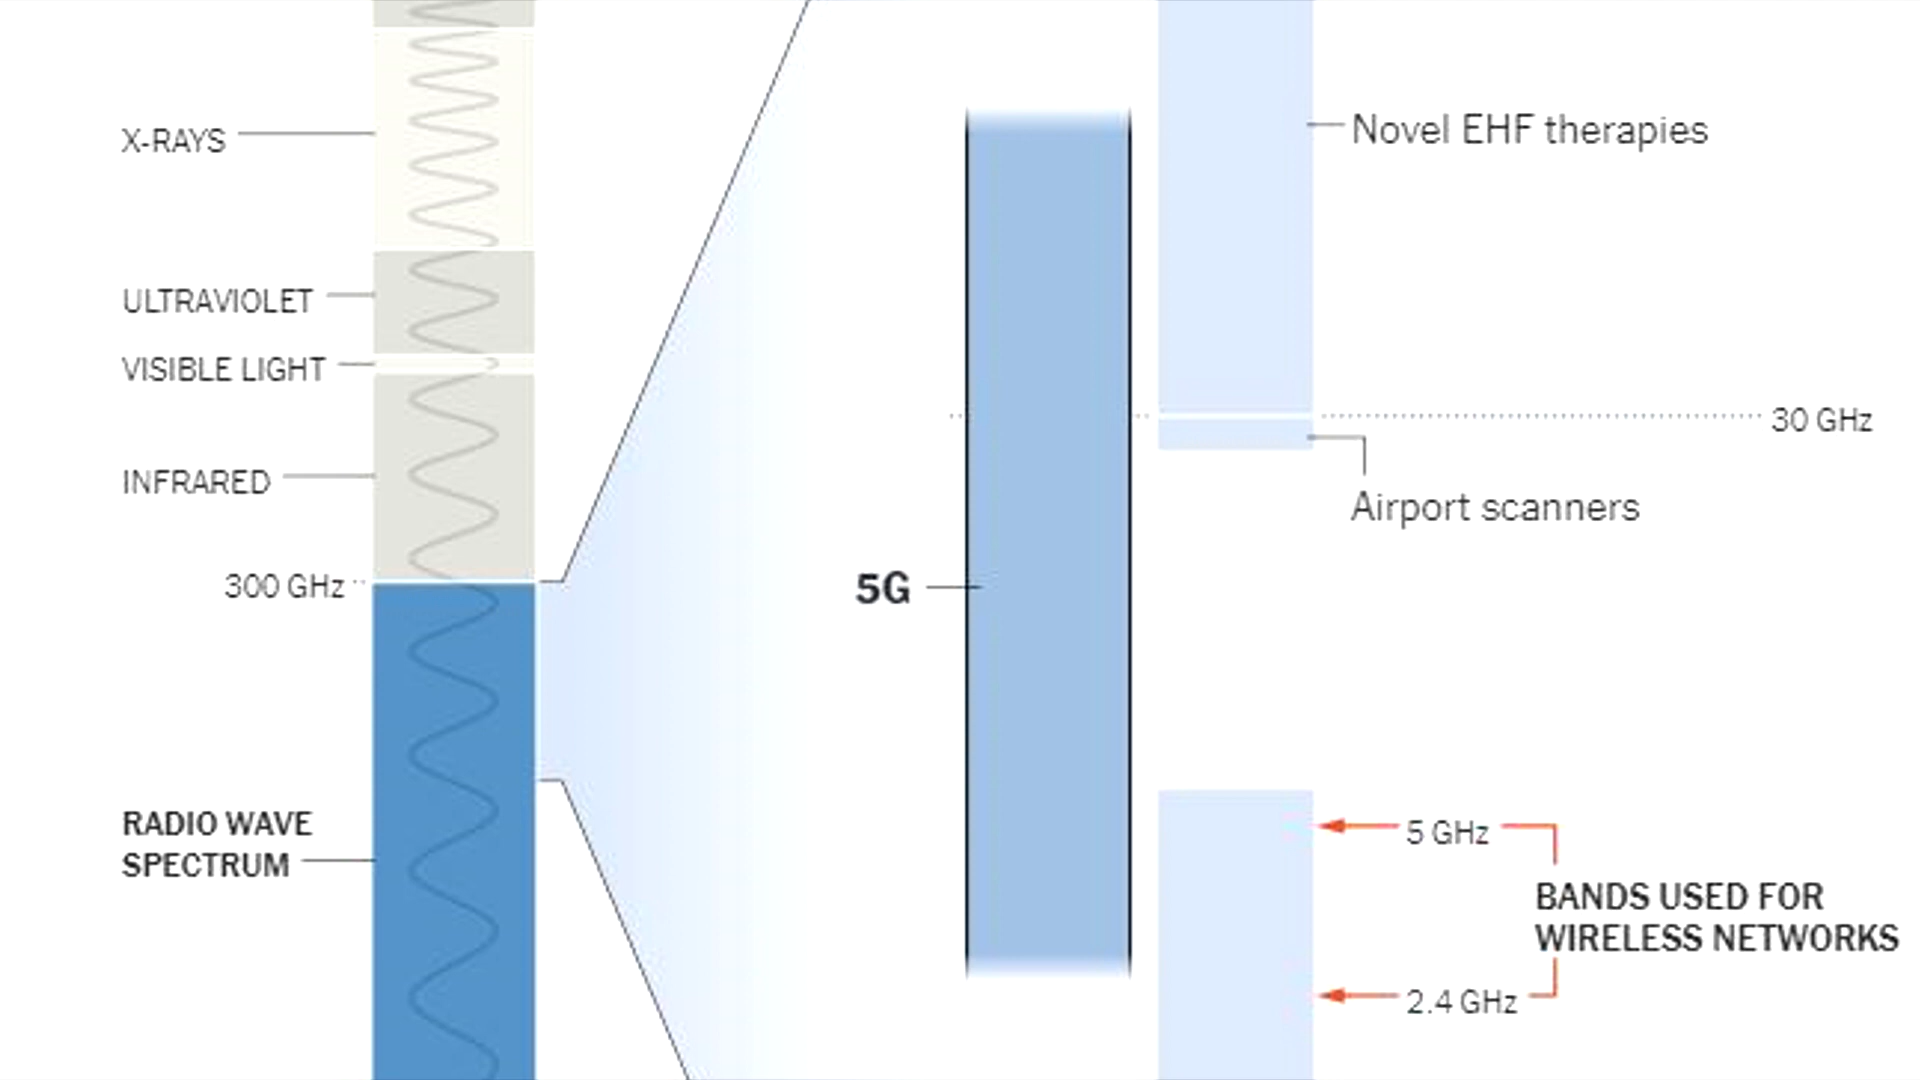 X-RAYS
ULTRAVIOLET
VISIBLE LIGHT
INFRARED
300 GHz
RADIO WAVE
SPECTRUM
5G
Novel EHF therapies
30 GHz
Airport scanners
5 GHz
BANDS USED FOR
WIRELESS NETWORKS
2.4 GHz